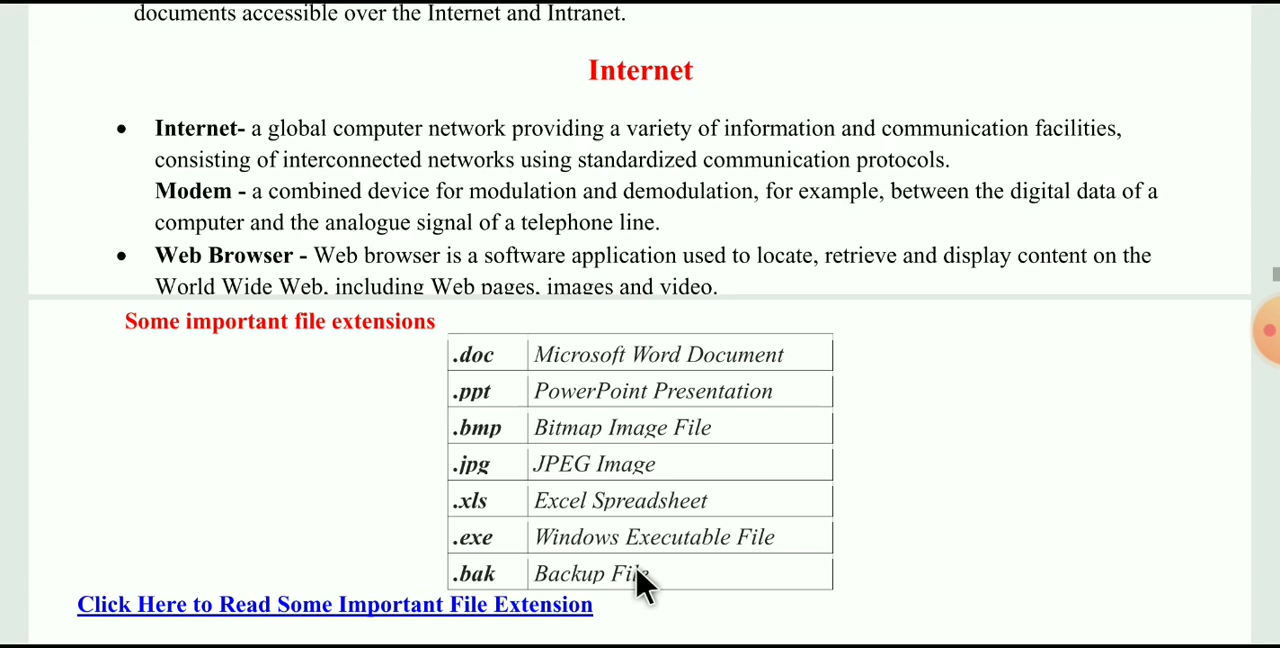 documents accessible over the Internet and Intranet.
Internet
• Internet- a global computer network providing a variety of information and communication facilities,
consisting of interconnected networks using standardized communication protocols.
Modem - a combined device for modulation and demodulation, for example, between the digital data of a
computer and the analogue signal of a telephone line.
• Web Browser - Web browser is a software application used to locate, retrieve and display content on the
World Wide Web, including Web pages, images and video.
Some important file extensions
.doc Microsoft Word Document
.ppt PowerPoint Presentation
.bmp Bitmap Image File
.jpg JPEG Image
.xls Excel Spreadsheet
.exe Windows Executable File
.bak Backup File
Click Here to Read Some Important File Extension